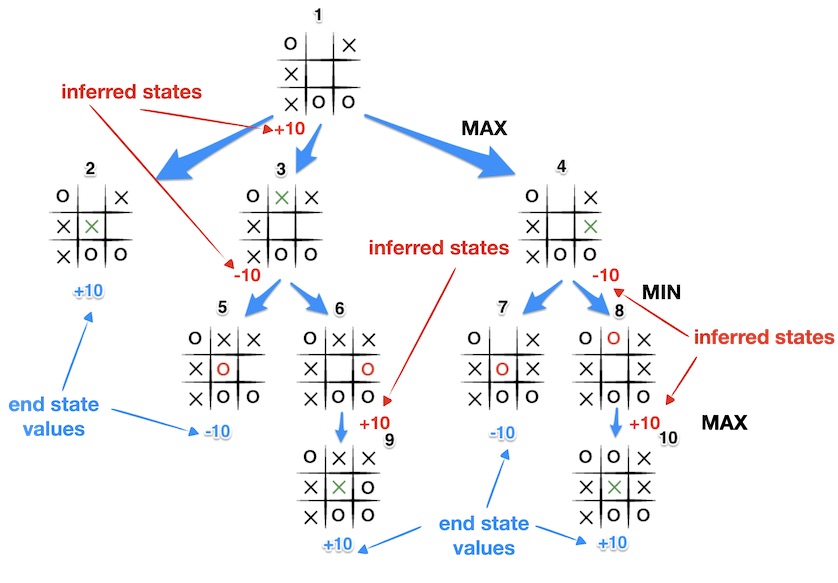 1
O ×
×
× O O
inferred states
+10
MAX
2
3
4
O ×
× ×
× O O
O × ×
×
× O O
O ×
× ×
× O O
inferred states
+10
-10
-10
MIN
5
6
7
8
inferred states
O × ×
× O
× O O
O × ×
× O
× O O
O ×
× O ×
× O O
O O ×
× ×
× O O
end state
values
-10
+10
9
-10
+10
10
MAX
O × ×
× × O
× O O
O O ×
× × ×
× O O
end state
values
+10
+10